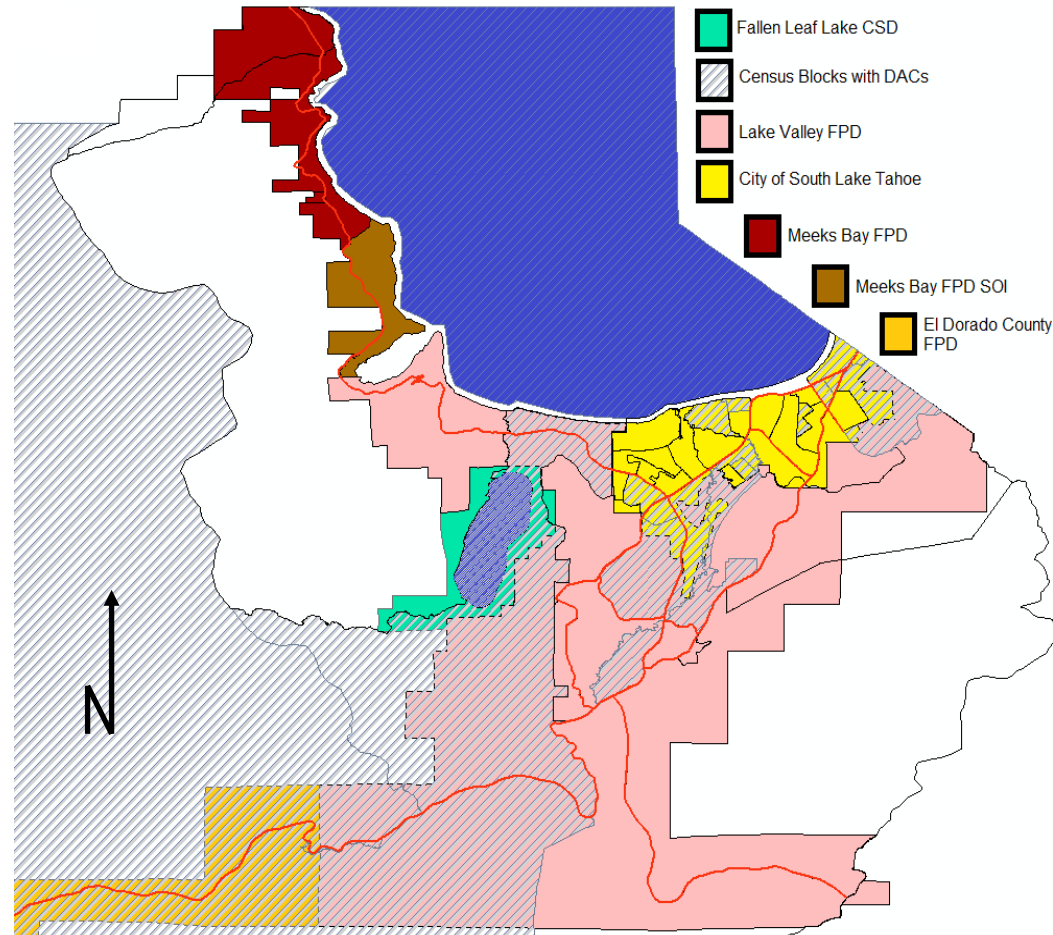 Fallen Leaf Lake CSD
Census Blocks with DACs
Lake Valley FPD
City of South Lake Tahoe
Meeks Bay FPD
Meeks Bay FPD SOI
El Dorado County
FPD
N